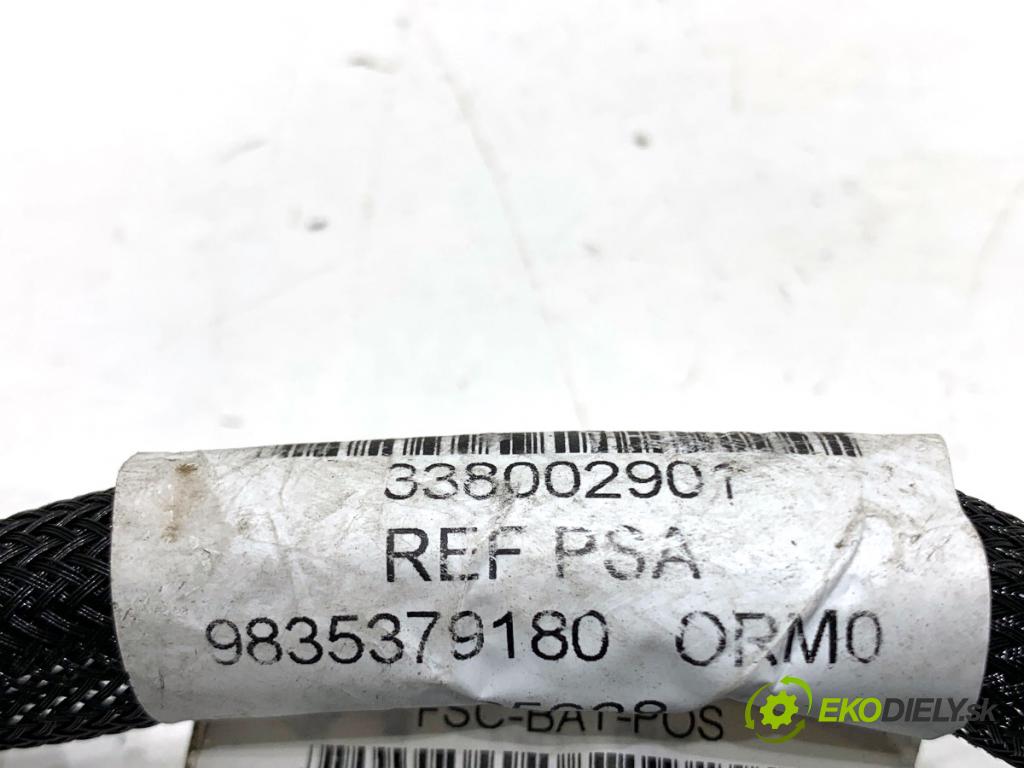 338002901
REF PSA
9835379180 ORM0
FSC-BAT-POS
EKODIELY.sk